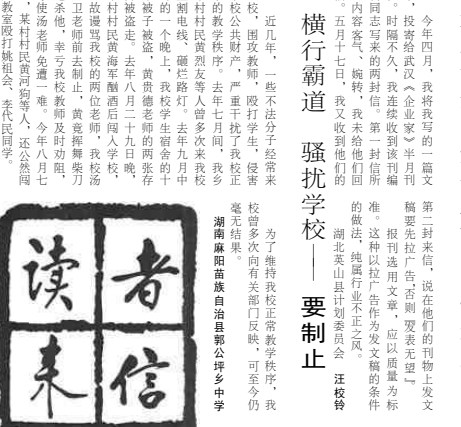 今年四月，我将我写的一篇文
，投寄给武汉《企业家》半月刊
。时隔不久，我连续收到该刊编
同志写来的两封信。第一封信所
内容客气、婉转，我未给他们回
。五月十七日，我又收到他们的
第二封来信，说在他们的刊物上发文
稿要先拉广告，否则“发表无望”。
报刊选用文章，应以质量为标
准。这种以拉广告作为发文稿的条件
的做法，纯属行业不正之风。
湖北英山县计划委员会 汪校铃
横行霸道 骚扰学校——要制止
近几年，一些不法分子经常来
校，围攻教师，殴打学生，侵害
校公共财产，严重干扰了我校正
的教学秩序。去年七月间，我乡
村村民黄烈友等人曾多次来我校
割电线、砸烂路灯。去年九月中
的一个晚上，我校学生宿舍的十
被子被盗，黄贵德老师的两张存
被盗走。去年八月二十九日晚，
村村民黄海军酗酒后闯入学校，
故谩骂我校的两位老师，我校汤
卫老师前去制止，黄竟挥舞柴刀
杀他，幸亏我校教师及时劝阻，
使汤老师免遭一难。今年八月七
，某村村民黄河狗等人，还公然闯
教室殴打姚祖会、李代民同学。
为了维持我校正常教学秩序，我
校曾多次向有关部门反映，可至今仍
毫无结果。
湖南麻阳苗族自治县郭公坪乡中学
读者
来信